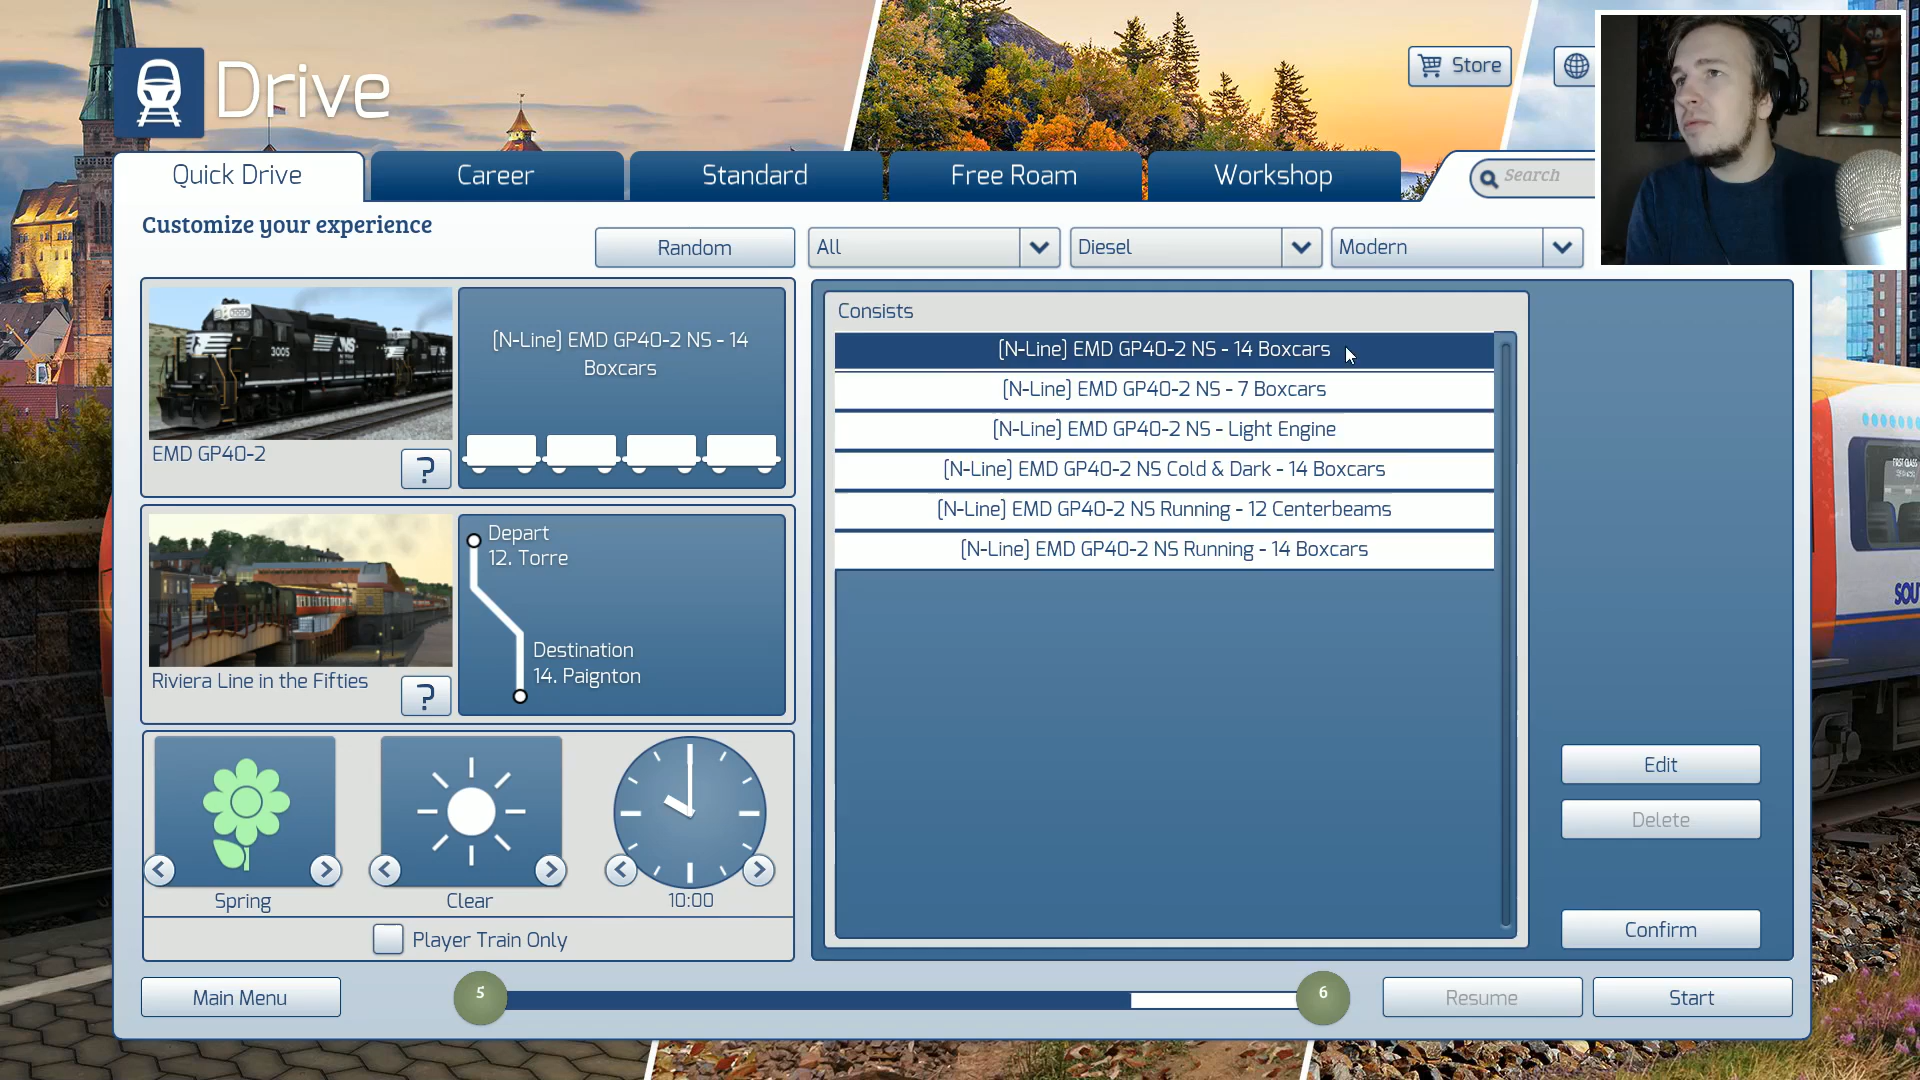 Drive
Store
Quick Drive
Career
Standard
Free Roam
Workshop
Search
Customize your experience
Random
All
Diesel
Modern
3005
NS
[N-Line] EMD GP40-2 NS - 14
Boxcars
EMD GP40-2
?
Depart
12. Torre
Destination
14. Paignton
Riviera Line in the Fifties
?
Spring
Clear
10:00
Player Train Only
Consists
[N-Line] EMD GP40-2 NS - 14 Boxcars
[N-Line] EMD GP40-2 NS - 7 Boxcars
[N-Line] EMD GP40-2 NS - Light Engine
[N-Line] EMD GP40-2 NS Cold & Dark - 14 Boxcars
[N-Line] EMD GP40-2 NS Running - 12 Centerbeams
[N-Line] EMD GP40-2 NS Running - 14 Boxcars
Edit
Delete
Confirm
FIRST CLASS
SOU
Main Menu
5
6
Resume
Start